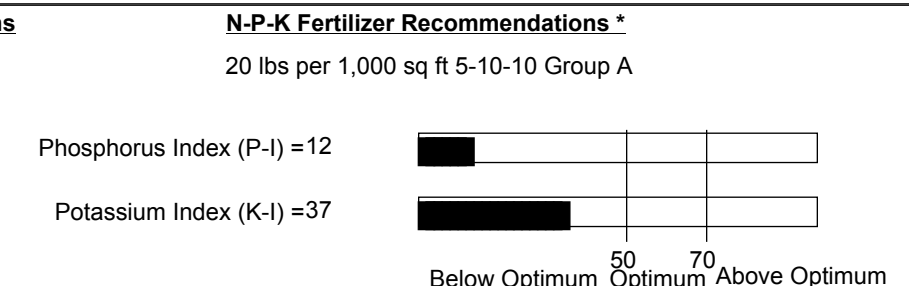 ns N-P-K Fertilizer Recommendations *
20 lbs per 1,000 sq ft 5-10-10 Group A
Phosphorus Index (P-I) =12
Potassium Index (K-I) =37
50 70
Below Optimum Optimum Above Optimum